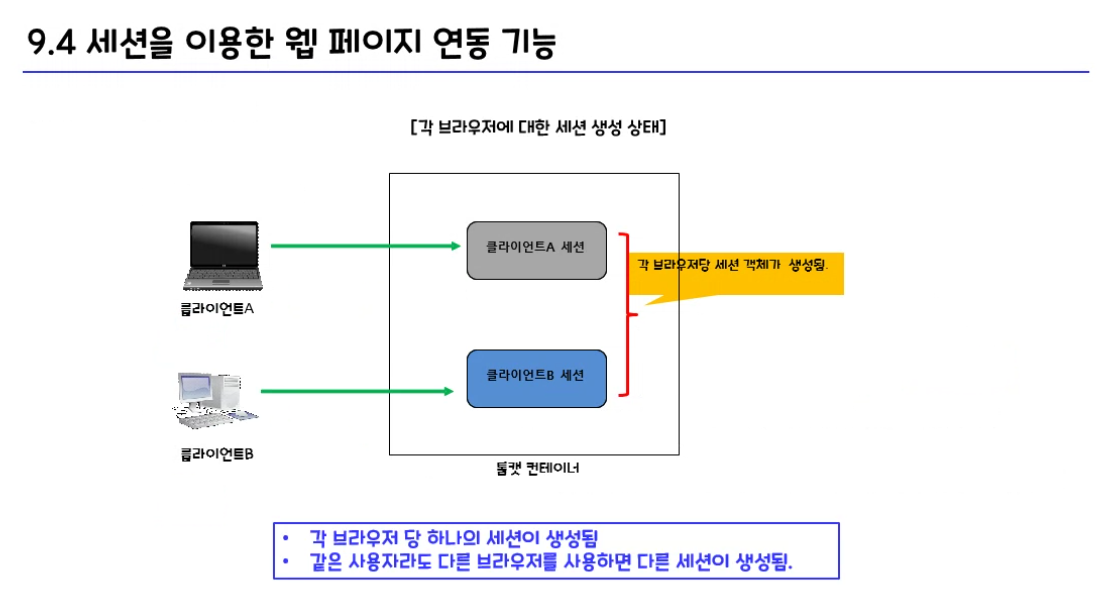 9.4 세션을 이용한 웹 페이지 연동 기능
[각 브라우저에 대한 세션 생성 상태]
클라이언트A 세션
각 브라우저당 세션 객체가 생성됨.
클라이언트A
클라이언트B 세션
클라이언트B
톰캣 컨테이너
• 각 브라우저 당 하나의 세션이 생성됨
• 같은 사용자라도 다른 브라우저를 사용하면 다른 세션이 생성됨.